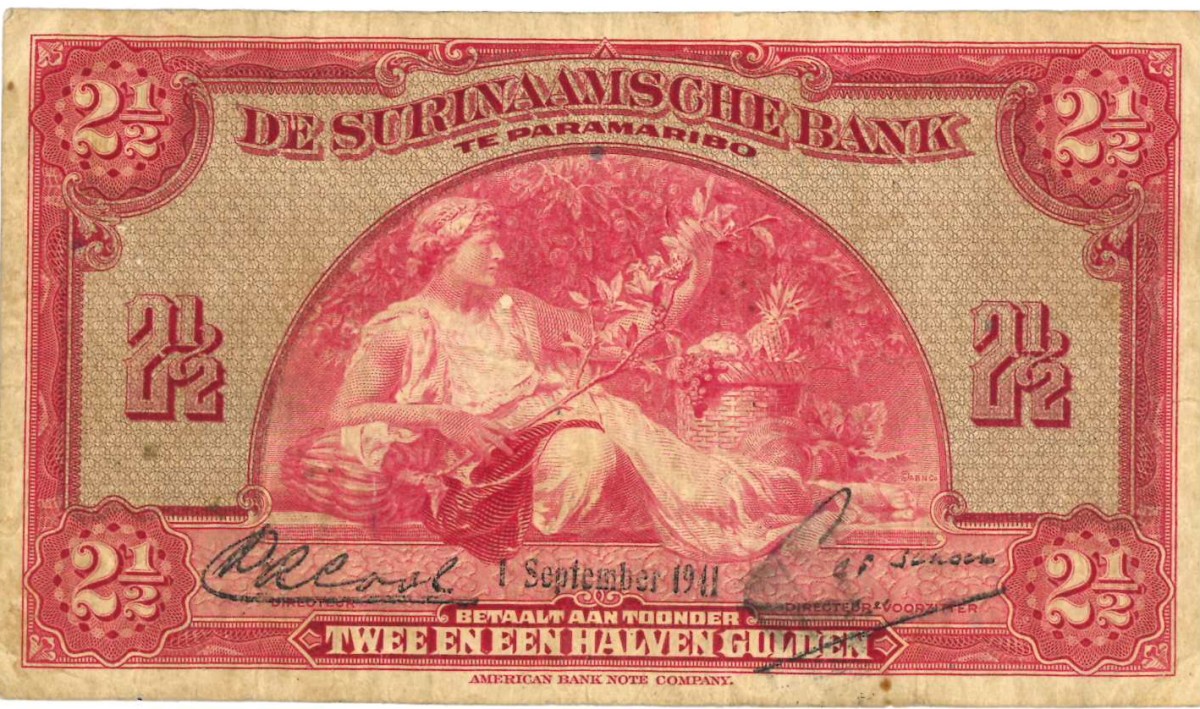 2½ 2½
DE SURINAAMSCHE BANK
TE PARAMARIBO
2½ 2½
2½ 2½
1 September 1941
DIRECTEUR DIRECTEUR-VOORZITTER
BETAALT AAN TOONDER
TWEE EN EEN HALVEN GULDEN
AMERICAN BANK NOTE COMPANY.